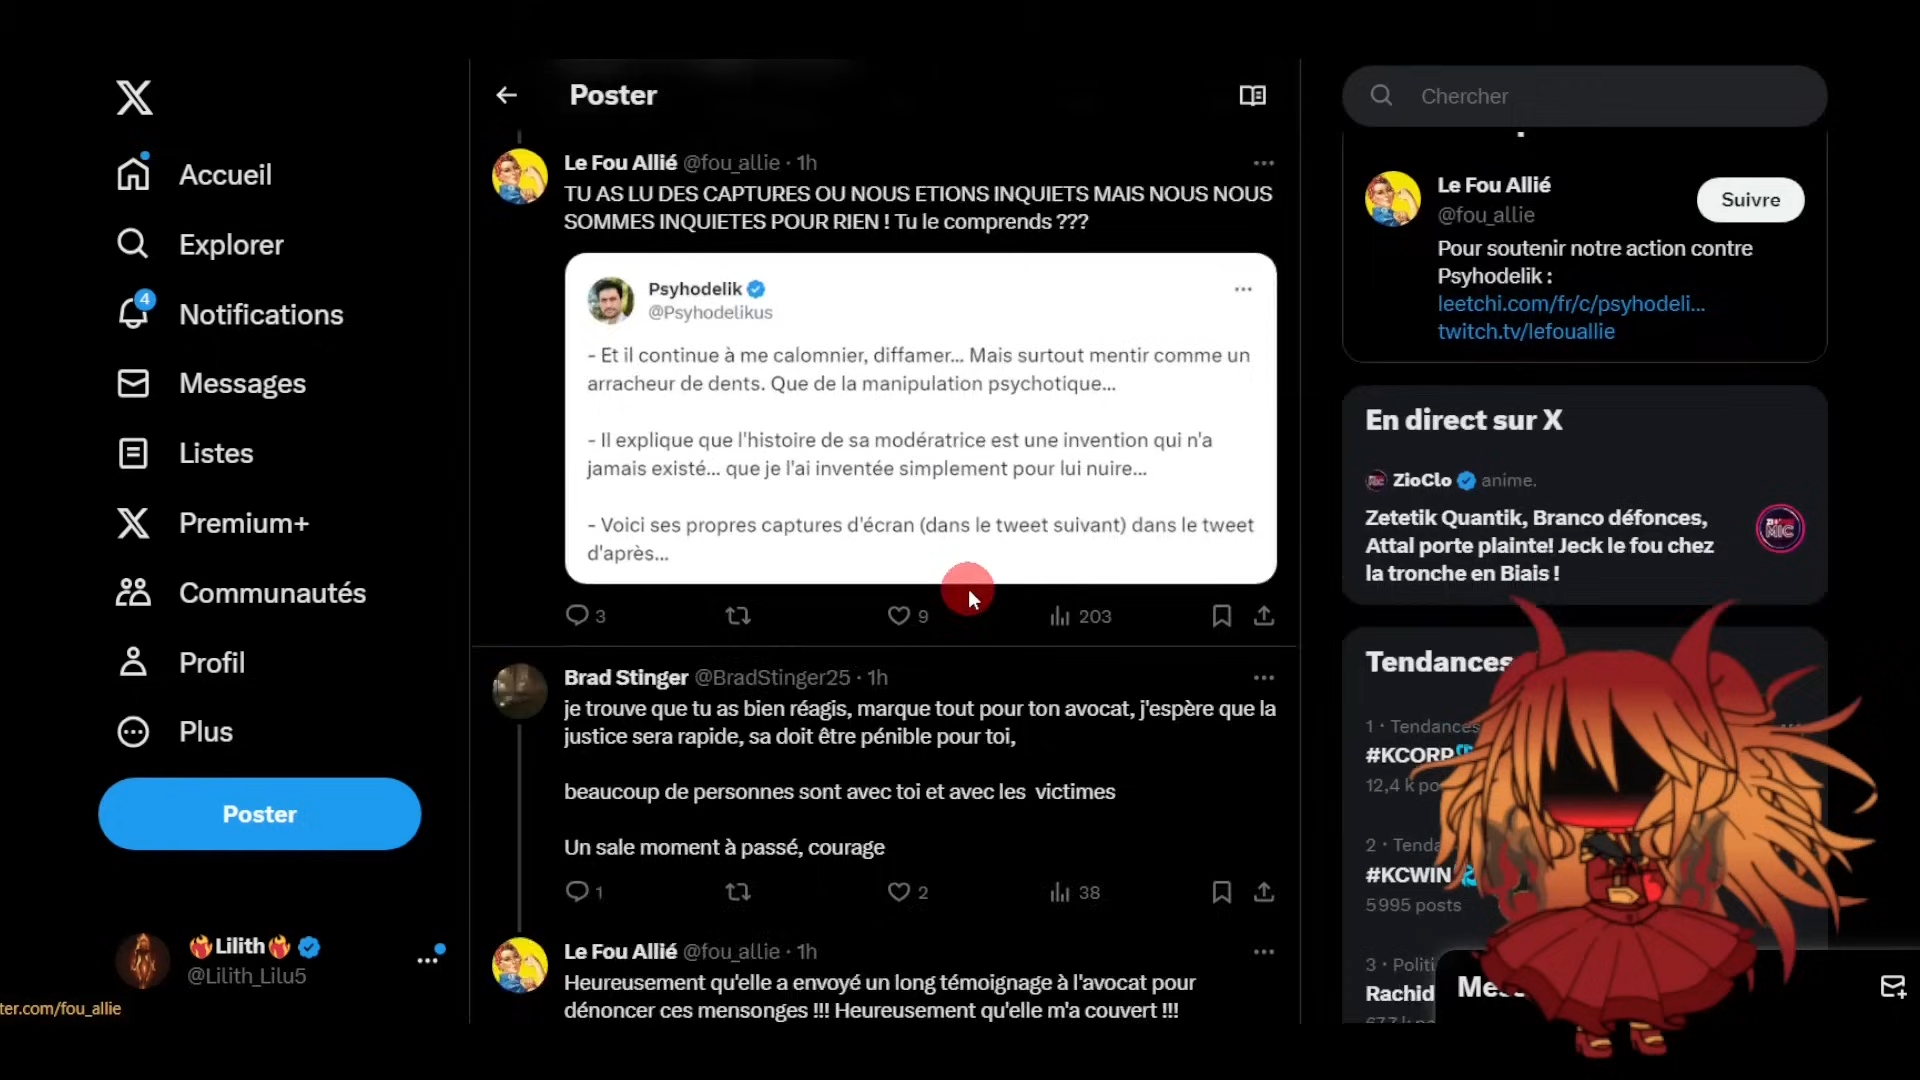 Accueil
Explorer
4
Notifications
Messages
Listes
Premium+
Communautés
Profil
Plus
Poster
🔥Lilith🔥
@Lilith_Lilu5
ter.com/fou_allie
Poster
Le Fou Allié @fou_allie · 1h
TU AS LU DES CAPTURES OU NOUS ETIONS INQUIETS MAIS NOUS NOUS
SOMMES INQUIETES POUR RIEN ! Tu le comprends ???
Psyhodelik
@Psyhodelikus
- Et il continue à me calomnier, diffamer... Mais surtout mentir comme un
arracheur de dents. Que de la manipulation psychotique...
- Il explique que l'histoire de sa modératrice est une invention qui n'a
jamais existé... que je l'ai inventée simplement pour lui nuire...
- Voici ses propres captures d'écran (dans le tweet suivant) dans le tweet
d'après...
3 9 203
Brad Stinger @BradStinger25 · 1h
je trouve que tu as bien réagis, marque tout pour ton avocat, j'espère que la
justice sera rapide, sa doit être pénible pour toi,
beaucoup de personnes sont avec toi et avec les  victimes
Un sale moment à passé, courage
1 2 38
Le Fou Allié @fou_allie · 1h
Heureusement qu'elle a envoyé un long témoignage à l'avocat pour
dénoncer ces mensonges !!! Heureusement qu'elle m'a couvert !!!
Chercher
Le Fou Allié
@fou_allie
Suivre
Pour soutenir notre action contre
Psyhodelik :
leetchi.com/fr/c/psyhodeli...
twitch.tv/lefouallie
En direct sur X
ZioClo anime.
Zetetik Quantik, Branco défonces,
Attal porte plainte! Jeck le fou chez
la tronche en Biais !
MIC
Tendances
1 · Tendances
#KCORP
12,4 k po
2 · Tenda
#KCWIN
5 995 posts
3 · Politi
Rachid
Mes